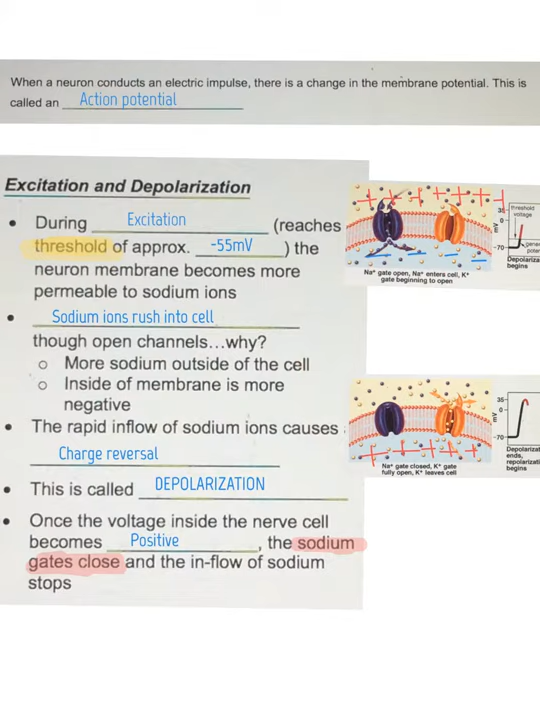 When a neuron conducts an electric impulse, there is a change in the membrane potential. This is
called an Action potential
Excitation and Depolarization
• During Excitation (reaches
threshold of approx. -55mV ) the
neuron membrane becomes more
permeable to sodium ions
• Sodium ions rush into cell
though open channels...why?
o More sodium outside of the cell
o Inside of membrane is more
negative
• The rapid inflow of sodium ions causes
Charge reversal
• This is called DEPOLARIZATION
• Once the voltage inside the nerve cell
becomes Positive , the sodium
gates close and the in-flow of sodium
stops
Na+ gate open, Na+ enters cell, K+
gate beginning to open
35
0
-70
mV
threshold
voltage
Depolariza
begins
Na+ gate closed, K+ gate
fully open, K+ leaves cell
35
0
-70
mV
Depolarizat
ends,
repolarizati
begins